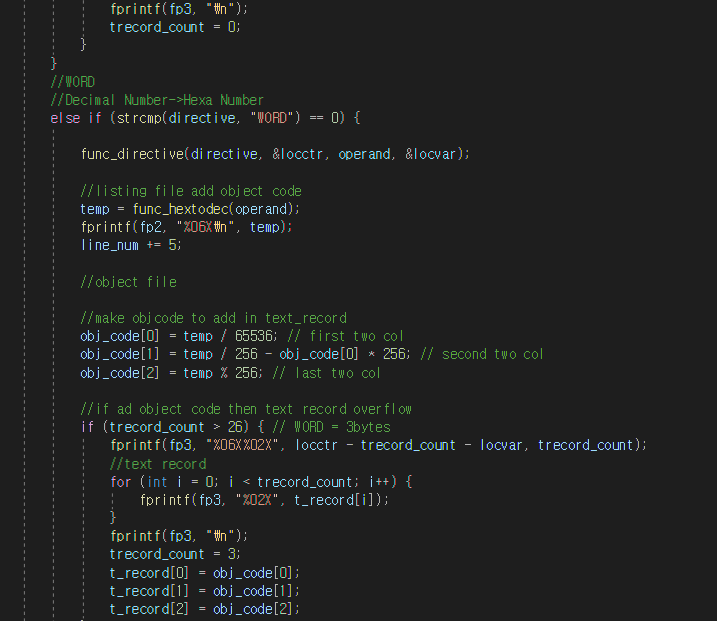 fprintf(fp3, "₩n");
trecord_count = 0;
}
}
//WORD
//Decimal Number->Hexa Number
else if (strcmp(directive, "WORD") == 0) {
func_directive(directive, &locctr, operand, &locvar);
//listing file add object code
temp = func_hextodec(operand);
fprintf(fp2, "%06X₩n", temp);
line_num += 5;
//object file
//make objcode to add in text_record
obj_code[0] = temp / 65536; // first two col
obj_code[1] = temp / 256 - obj_code[0] * 256; // second two col
obj_code[2] = temp % 256; // last two col
//if ad object code then text record overflow
if (trecord_count > 26) { // WORD = 3bytes
fprintf(fp3, "%06X%02X", locctr - trecord_count - locvar, trecord_count);
//text record
for (int i = 0; i < trecord_count; i++) {
fprintf(fp3, "%02X", t_record[i]);
}
fprintf(fp3, "₩n");
trecord_count = 3;
t_record[0] = obj_code[0];
t_record[1] = obj_code[1];
t_record[2] = obj_code[2];